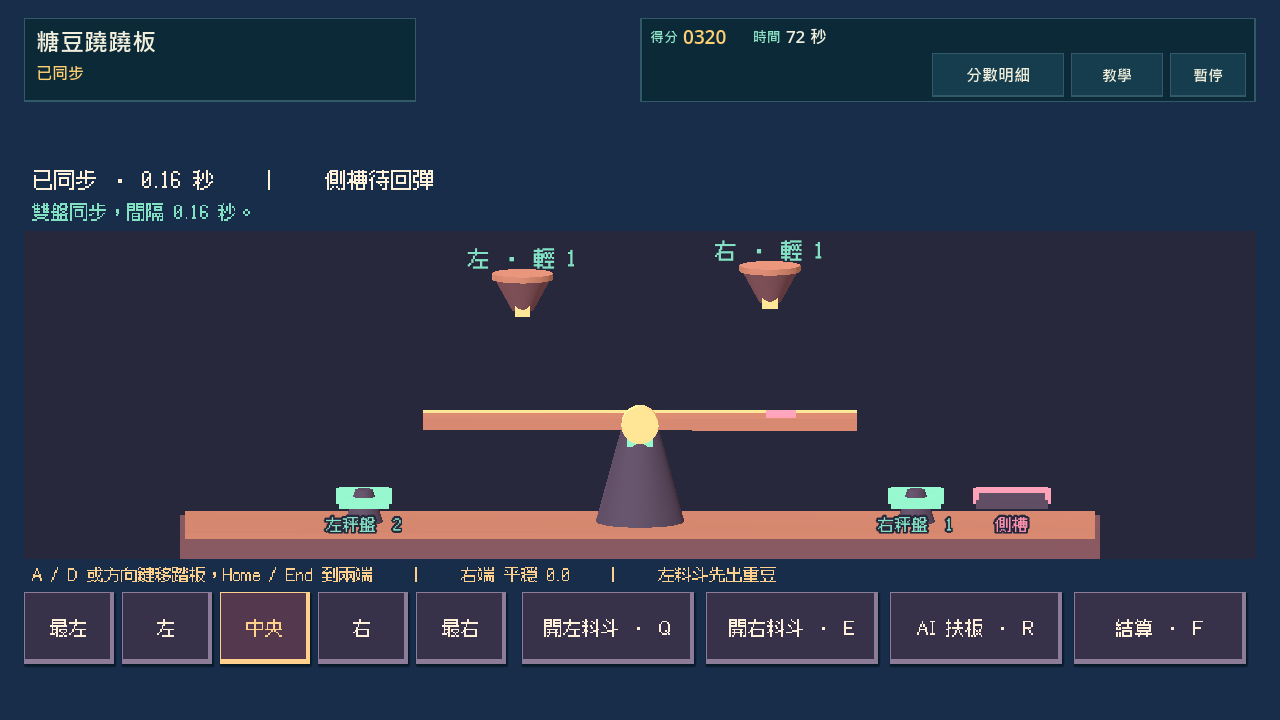 糖豆蹺蹺板
已同步
得分 0320 時間 72 秒
分數明細 教學 暫停
已同步 · 0.16 秒 | 側槽待回彈
雙盤同步，間隔 0.16 秒。
左 · 輕 1 右 · 輕 1
左秤盤 2 右秤盤 1 側槽
A / D 或方向鍵移踏板，Home / End 到兩端 | 右端 平穩 0.0 | 左料斗先出重豆
最左 左 中央 右 最右 開左料斗 · Q 開右料斗 · E AI 扶板 · R 結算 · F